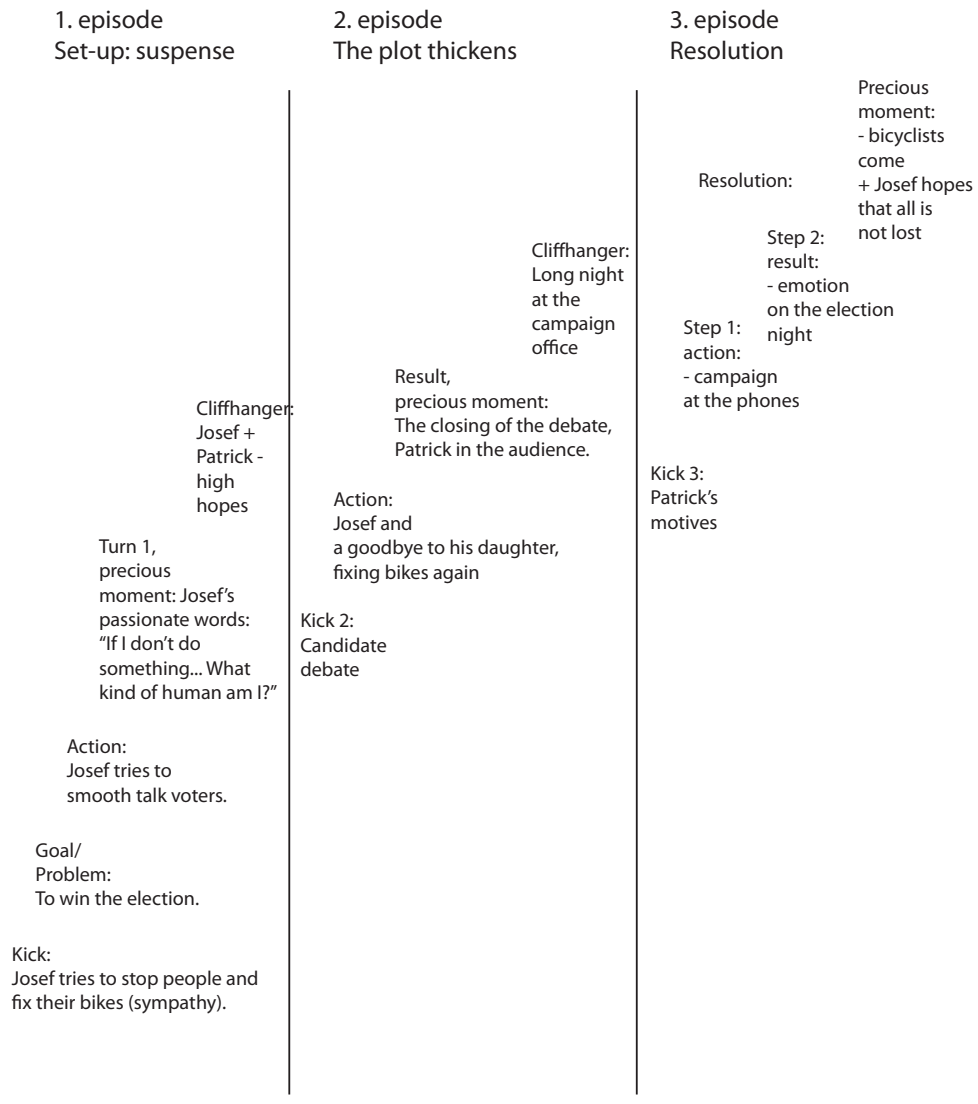 1. episode
Set-up: suspense
Kick:
Josef tries to stop people and
fix their bikes (sympathy).
Goal/
Problem:
To win the election.
Action:
Josef tries to
smooth talk voters.
Turn 1,
precious
moment: Josef’s
passionate words:
“If I don’t do
something... What
kind of human am I?”
Cliffhanger:
Josef +
Patrick -
high
hopes
2. episode
The plot thickens
Kick 2:
Candidate
debate
Action:
Josef and
a goodbye to his daughter,
fixing bikes again
Result,
precious moment:
The closing of the debate,
Patrick in the audience.
Cliffhanger:
Long night
at the
campaign
office
3. episode
Resolution
Kick 3:
Patrick’s
motives
Step 1:
action:
- campaign
at the phones
Step 2:
result:
- emotion
on the election
night
Resolution:
Precious
moment:
- bicyclists
come
+ Josef hopes
that all is
not lost